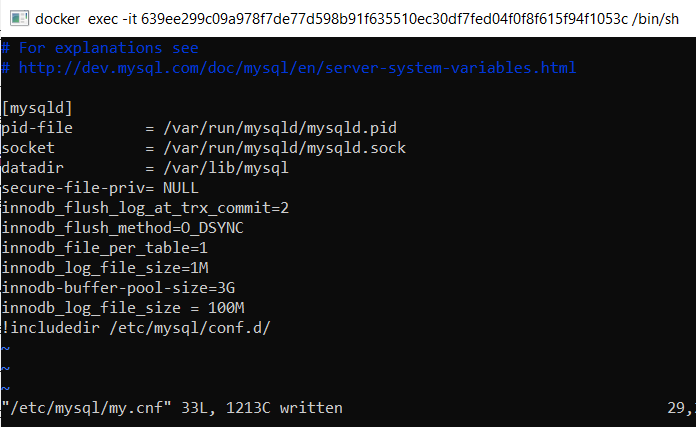 docker  exec -it 639ee299c09a978f7de77d598b91f635510ec30df7fed04f0f8f615f94f1053c /bin/sh
# For explanations see
# http://dev.mysql.com/doc/mysql/en/server-system-variables.html
[mysqld]
pid-file        = /var/run/mysqld/mysqld.pid
socket          = /var/run/mysqld/mysqld.sock
datadir         = /var/lib/mysql
secure-file-priv= NULL
innodb_flush_log_at_trx_commit=2
innodb_flush_method=O_DSYNC
innodb_file_per_table=1
innodb_log_file_size=1M
innodb-buffer-pool-size=3G
innodb_log_file_size = 100M
!includedir /etc/mysql/conf.d/
~
~
~
"/etc/mysql/my.cnf" 33L, 1213C written                                    29,